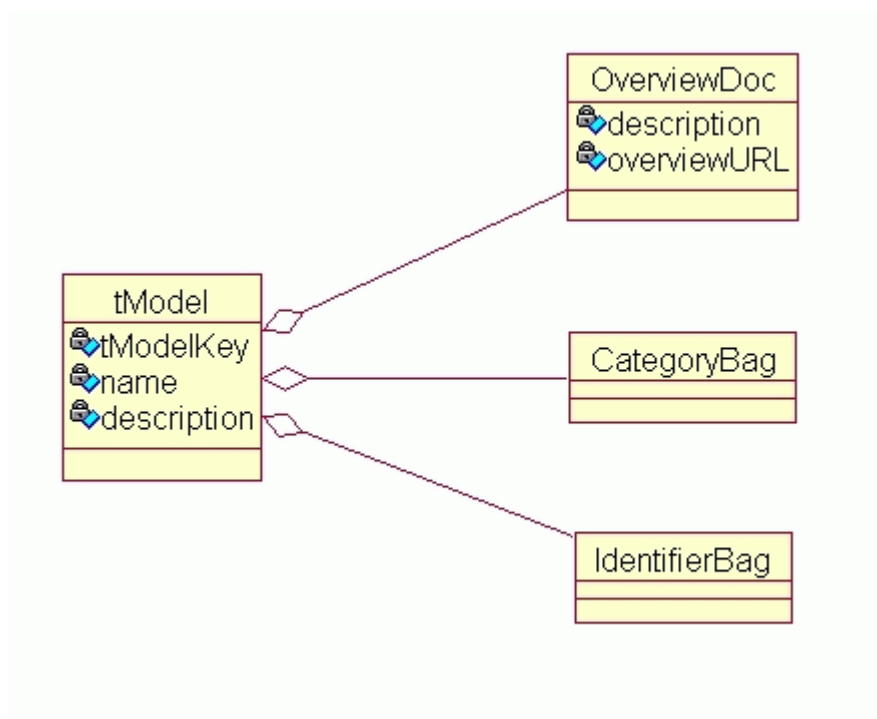 OverviewDoc
description
overviewURL
tModel
tModelKey
name
description
CategoryBag
IdentifierBag